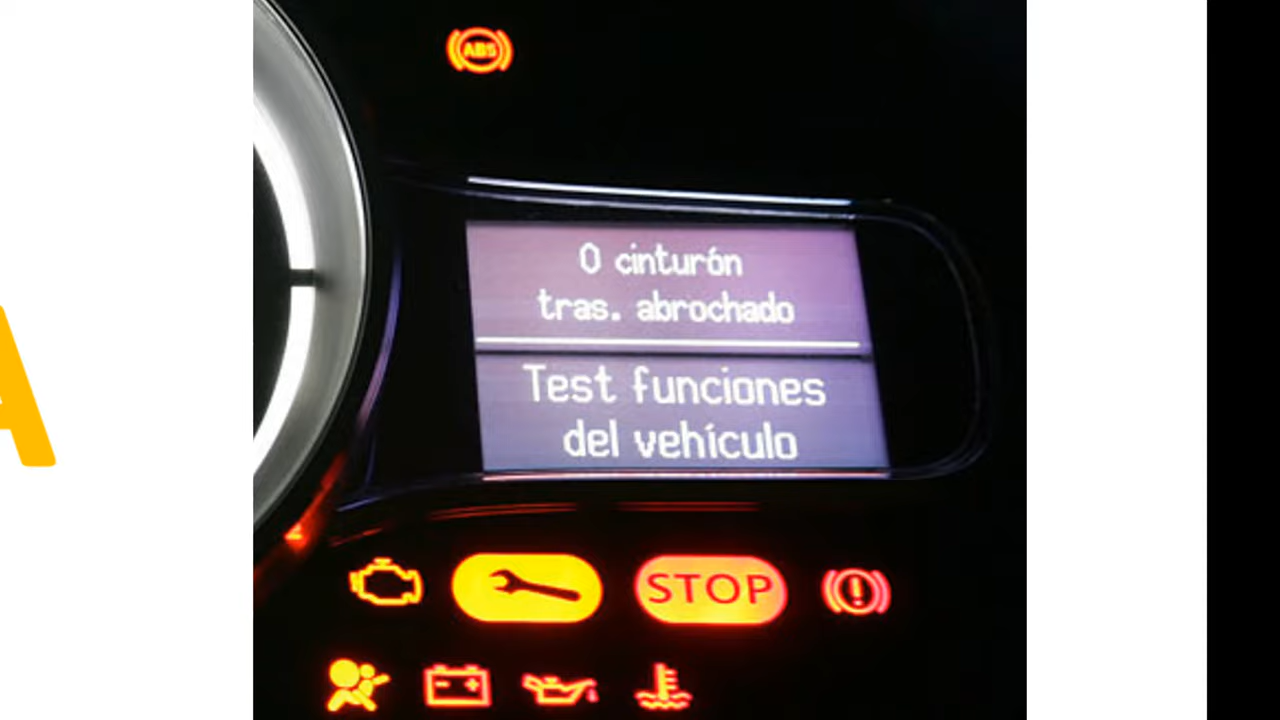 ABS
0 cinturón
tras. abrochado
Test funciones
del vehículo
STOP
A